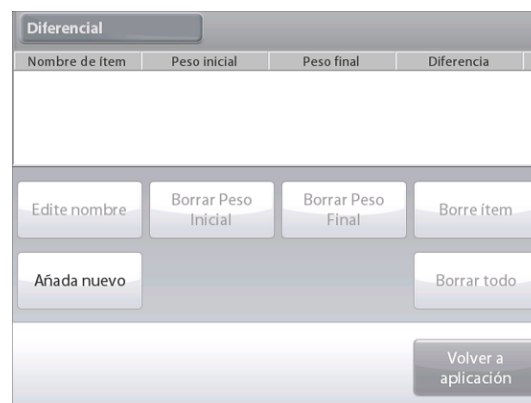 Diferencial
Nombre de ítem Peso inicial Peso final Diferencia
Edite nombre Borrar Peso Inicial Borrar Peso Final Borre ítem
Añada nuevo Borrar todo
Volver a
aplicación